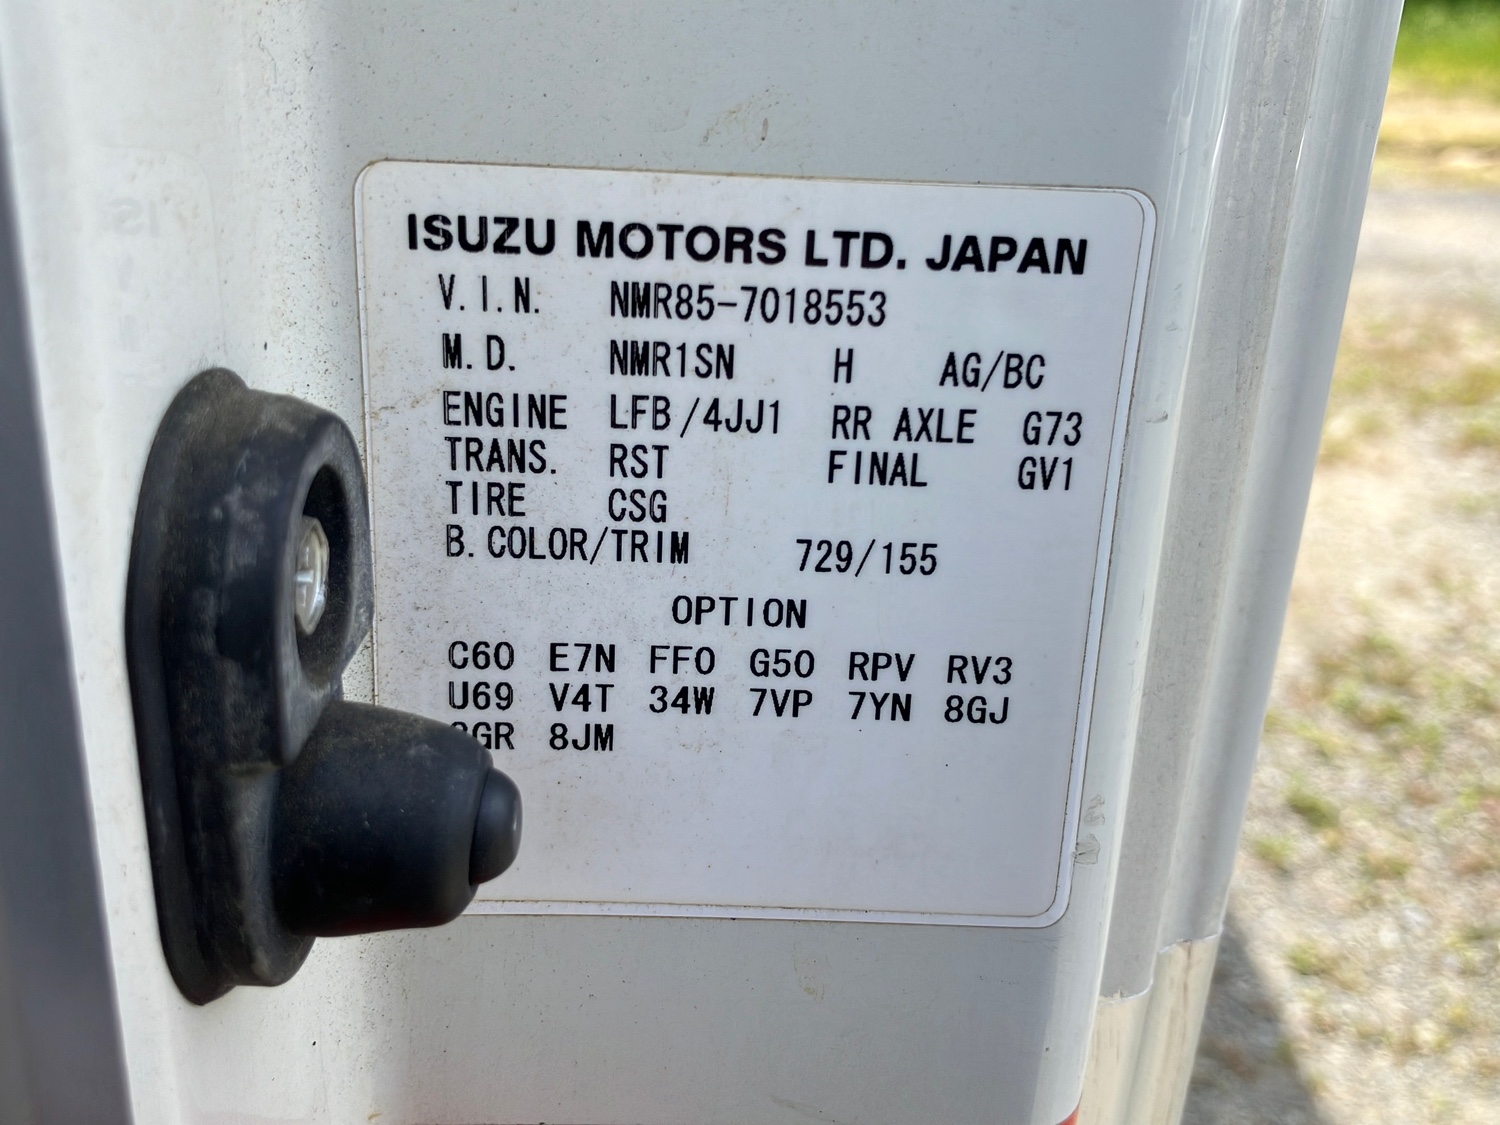 ISUZU MOTORS LTD. JAPAN
V.I.N. NMR85-7018553
M.D. NMR1SN H AG/BC
ENGINE LFB/4JJ1 RR AXLE G73
TRANS. RST FINAL GV1
TIRE CSG
B.COLOR/TRIM 729/155
OPTION
C60 E7N FF0 G50 RPV RV3
U69 V4T 34W 7VP 7YN 8GJ
8JM